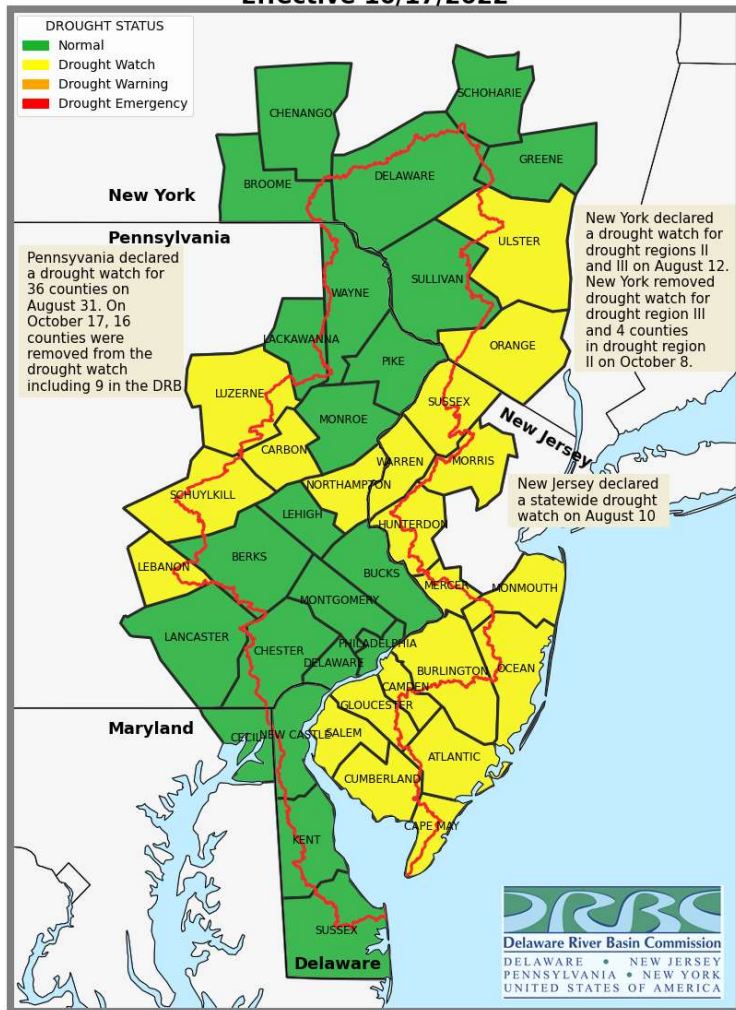 Effective 10/17/2022
DROUGHT STATUS
Normal
Drought Watch
Drought Warning
Drought Emergency
SCHOHARIE
CHENANGO
GREENE
DELAWARE
BROOME
New York
ULSTER
Pennsylvania
SULLIVAN
WAYNE
LACKAWANNA
ORANGE
PIKE
LUZERNE
SUSSEX
MONROE
New Jersey
CARBON
WARREN
MORRIS
NORTHAMPTON
SCHUYLKILL
LEHIGH
HUNTERDON
BERKS
LEBANON
BUCKS
MERCER
MONMOUTH
MONTGOMERY
LANCASTER
PHILADELPHIA
CHESTER
DELAWARE
BURLINGTON
OCEAN
CAMDEN
GLOUCESTER
Maryland
CECIL
NEW CASTLE
SALEM
ATLANTIC
CUMBERLAND
CAPE MAY
KENT
SUSSEX
Delaware
Pennsyvania declared
a drought watch for
36 counties on
August 31. On
October 17, 16
counties were
removed from the
drought watch
including 9 in the DRB
New York declared
a drought watch for
drought regions II
and III on August 12.
New York removed
drought watch for
drought region III
and 4 counties
in drought region
II on October 8.
New Jersey declared
a statewide drought
watch on August 10
DRBC
Delaware River Basin Commission
DELAWARE • NEW JERSEY
PENNSYLVANIA • NEW YORK
UNITED STATES OF AMERICA